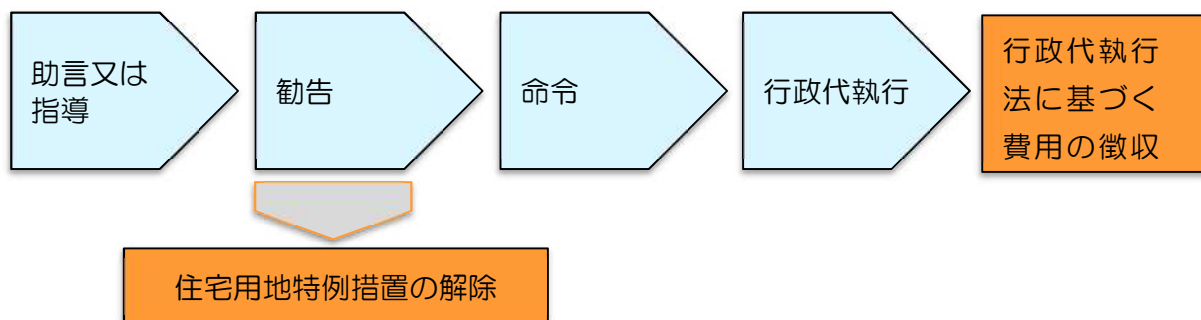 助言又は
指導
勧告
命令
行政代執行
行政代執行
法に基づく
費用の徴収
住宅用地特例措置の解除